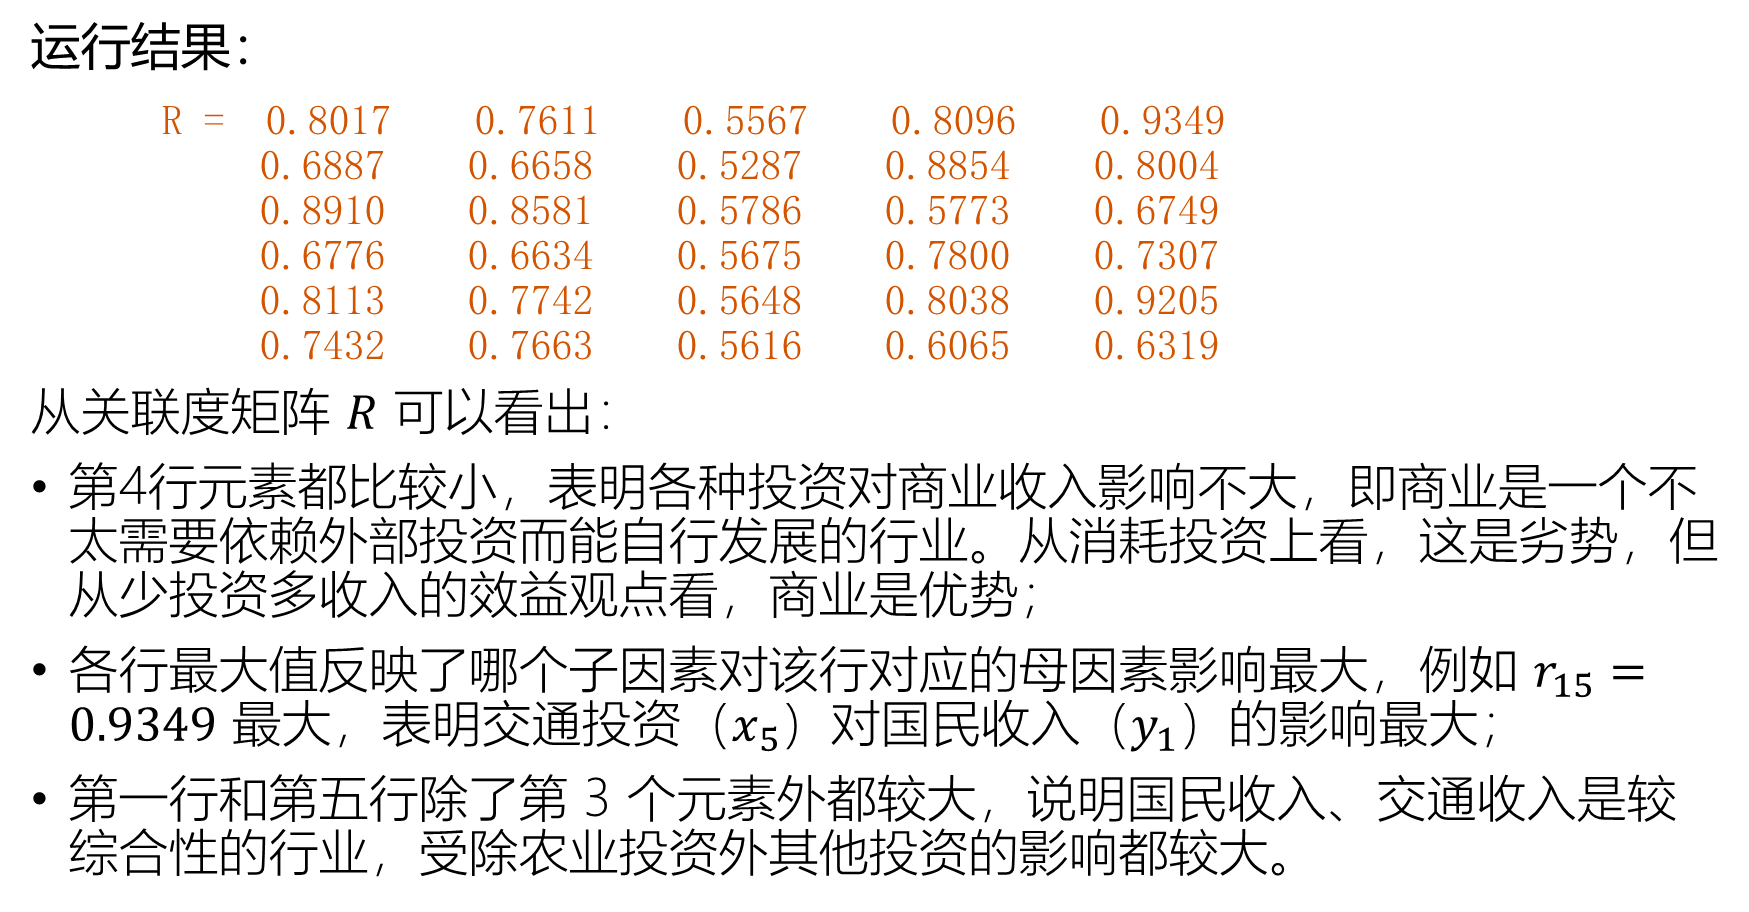 运行结果：
R = 0.8017 0.7611 0.5567 0.8096 0.9349
0.6887 0.6658 0.5287 0.8854 0.8004
0.8910 0.8581 0.5786 0.5773 0.6749
0.6776 0.6634 0.5675 0.7800 0.7307
0.8113 0.7742 0.5648 0.8038 0.9205
0.7432 0.7663 0.5616 0.6065 0.6319
从关联度矩阵 R 可以看出：
• 第4行元素都比较小，表明各种投资对商业收入影响不大，即商业是一个不
太需要依赖外部投资而能自行发展的行业。从消耗投资上看，这是劣势，但
从少投资多收入的效益观点看，商业是优势；
• 各行最大值反映了哪个子因素对该行对应的母因素影响最大，例如 r₁₅ =
0.9349 最大，表明交通投资（x₅）对国民收入（y₁）的影响最大；
• 第一行和第五行除了第 3 个元素外都较大，说明国民收入、交通收入是较
综合性的行业，受除农业投资外其他投资的影响都较大。